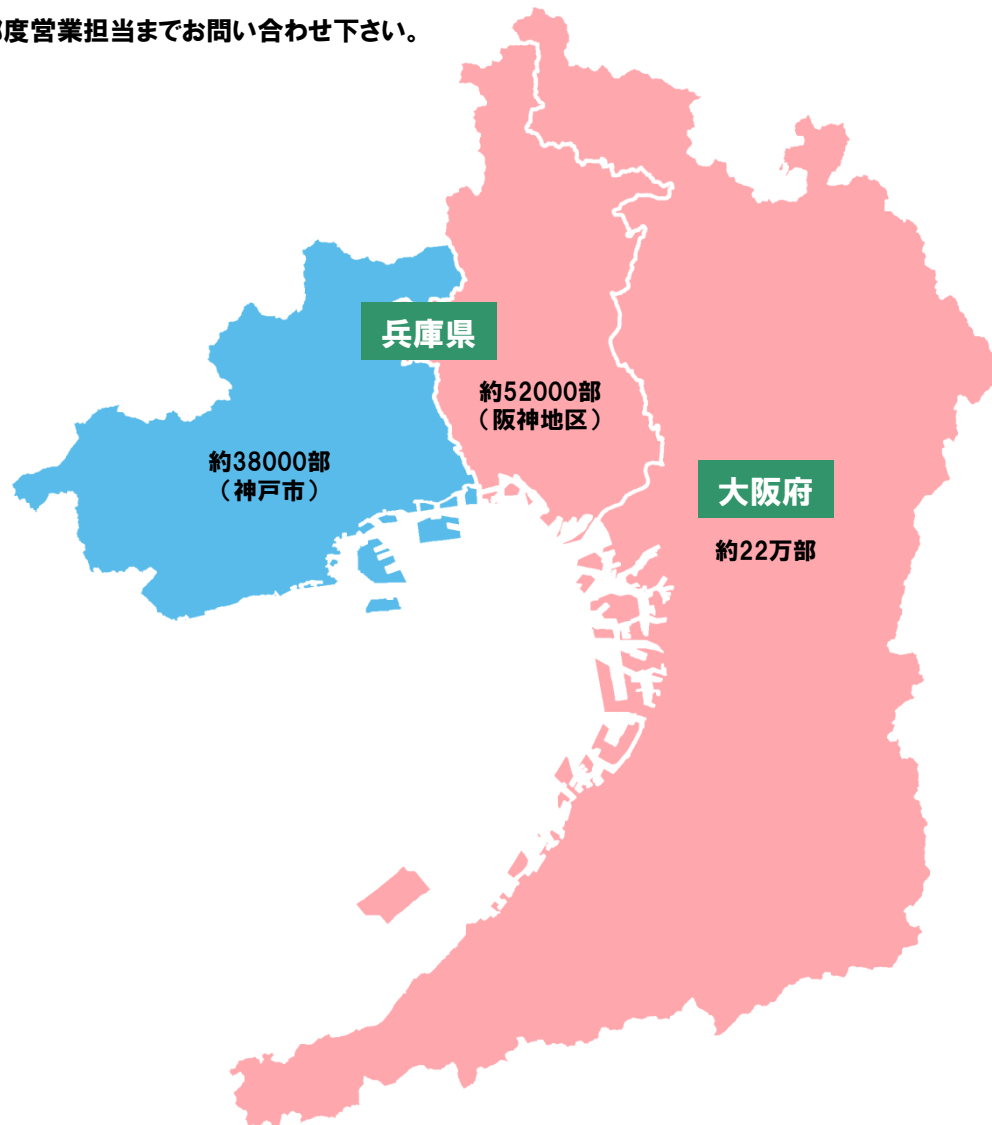 度営業担当までお問い合わせ下さい。
兵庫県
約52000部
（阪神地区）
約38000部
（神戸市）
大阪府
約22万部